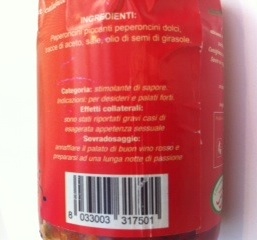 INGREDIENTI:
Peperoncini piccanti peperoncini dolci,
tracce di aceto, sale, olio di semi di girasole.
Categoria: stimolante di sapore.
Indicazioni: per desideri e palati forti
Effetti collaterali:
sono stati riportati gravi casi di
esagerata appetenza sessuale
Sovradosaggio:
annaffiare il palato di buon vino rosso e
prepararsi ad una lunga notte di passione
8 033003 317501